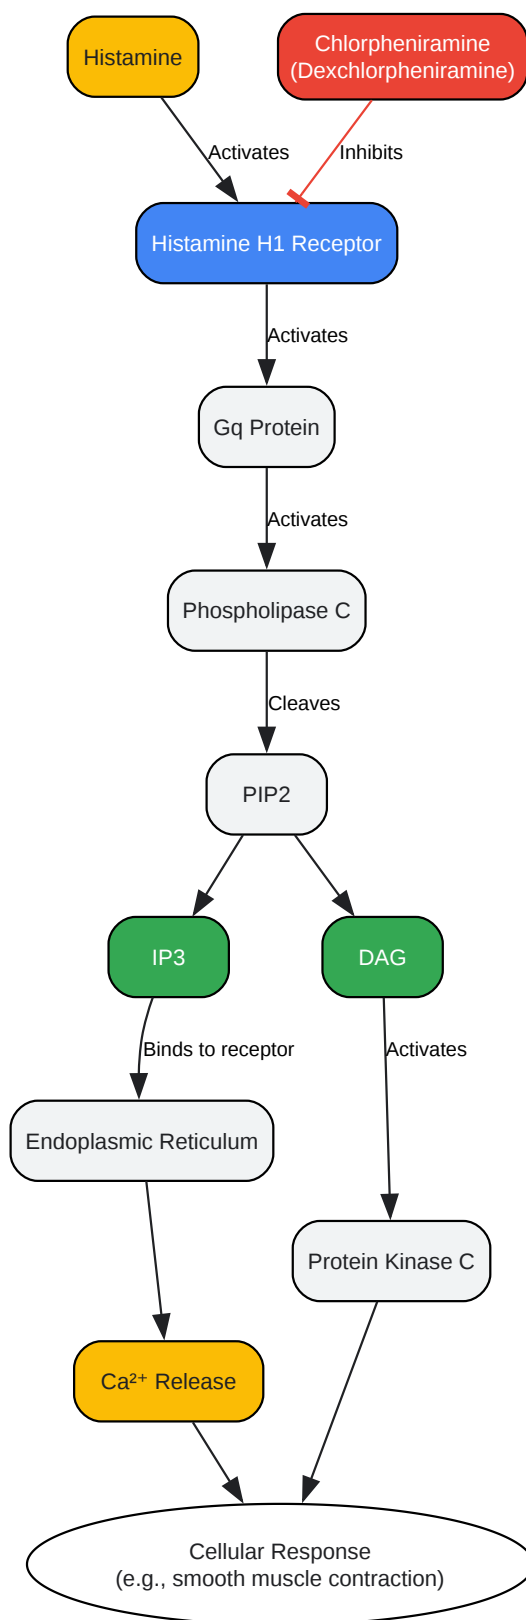 Histamine
Chlorpheniramine
(Dexchlorpheniramine)
Activates
Inhibits
Histamine H1 Receptor
Activates
Gq Protein
Activates
Phospholipase C
Cleaves
PIP2
IP3
DAG
Binds to receptor
Activates
Endoplasmic Reticulum
Protein Kinase C
Ca²⁺ Release
Cellular Response
(e.g., smooth muscle contraction)